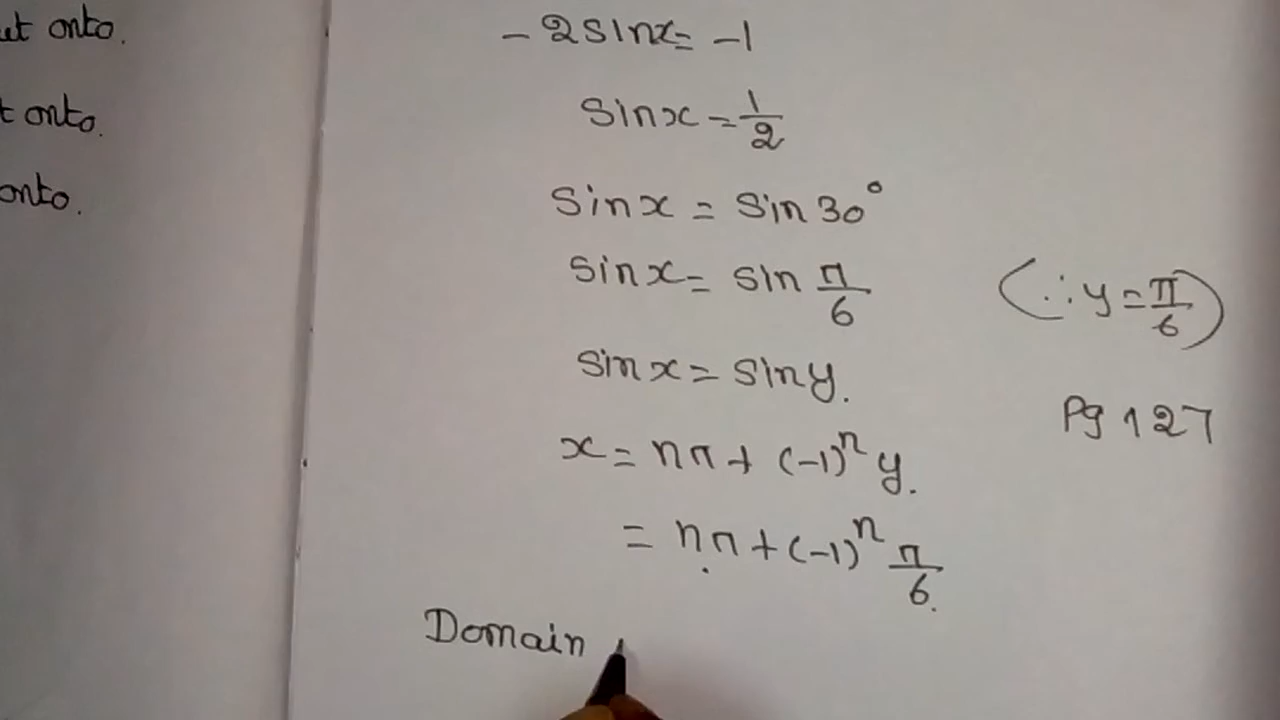 onto.
onto.
onto.
- 2sinx = -1
sinx = 1/2
sinx = sin 30°
sinx = sin π/6
(∴ y = π/6)
sinx = siny.
Pg 127
x = nπ + (-1)ⁿ y.
= nπ + (-1)ⁿ π/6.
Domain